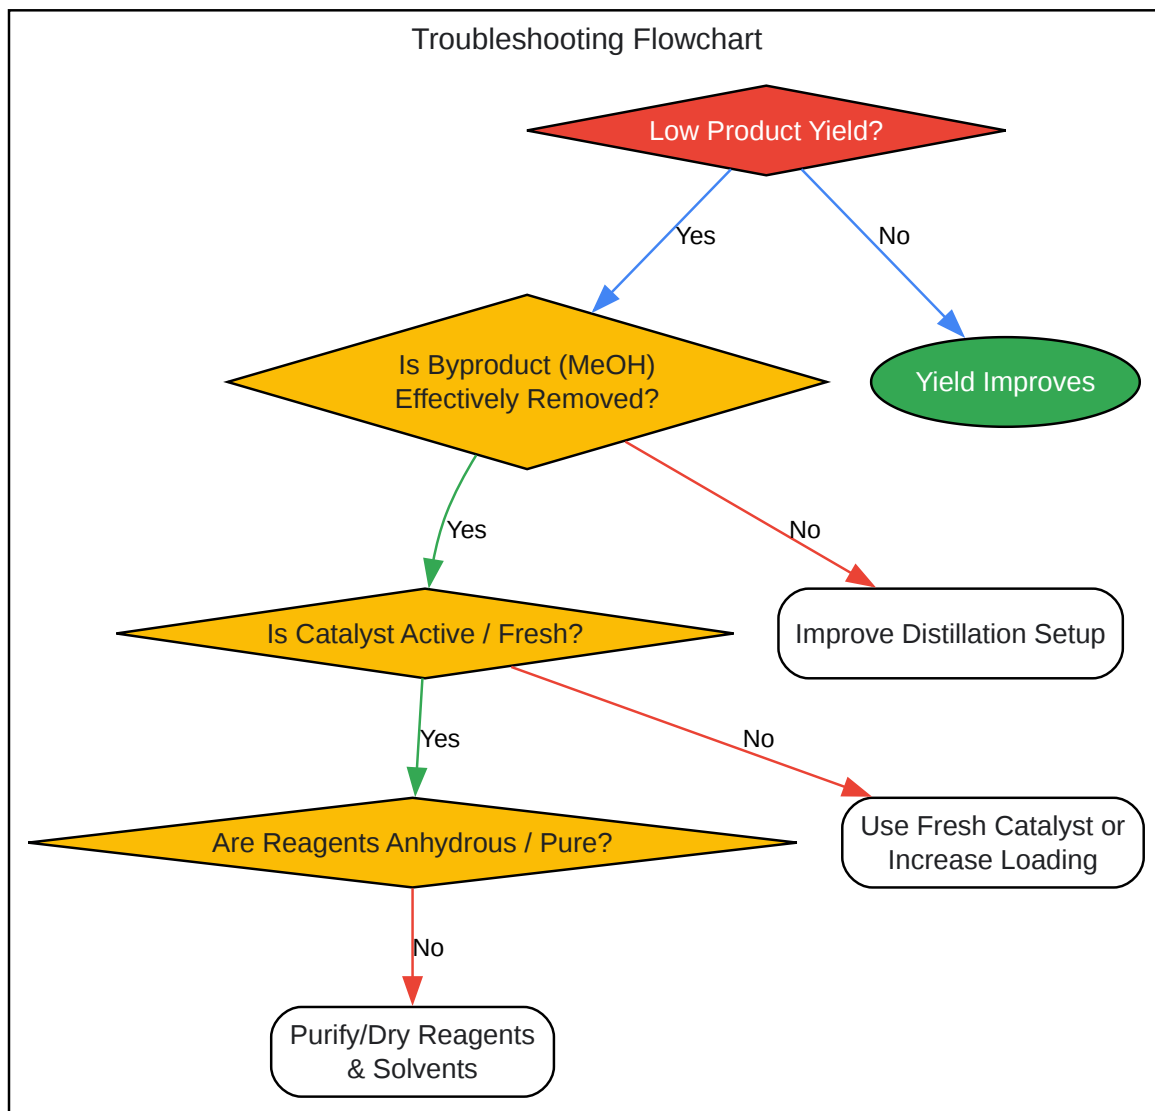 Troubleshooting Flowchart
Low Product Yield?
Yes
No
Is Byproduct (MeOH)
Effectively Removed?
Yield Improves
Yes
No
Is Catalyst Active / Fresh?
Improve Distillation Setup
Yes
No
Are Reagents Anhydrous / Pure?
Use Fresh Catalyst or
Increase Loading
No
Purify/Dry Reagents
& Solvents